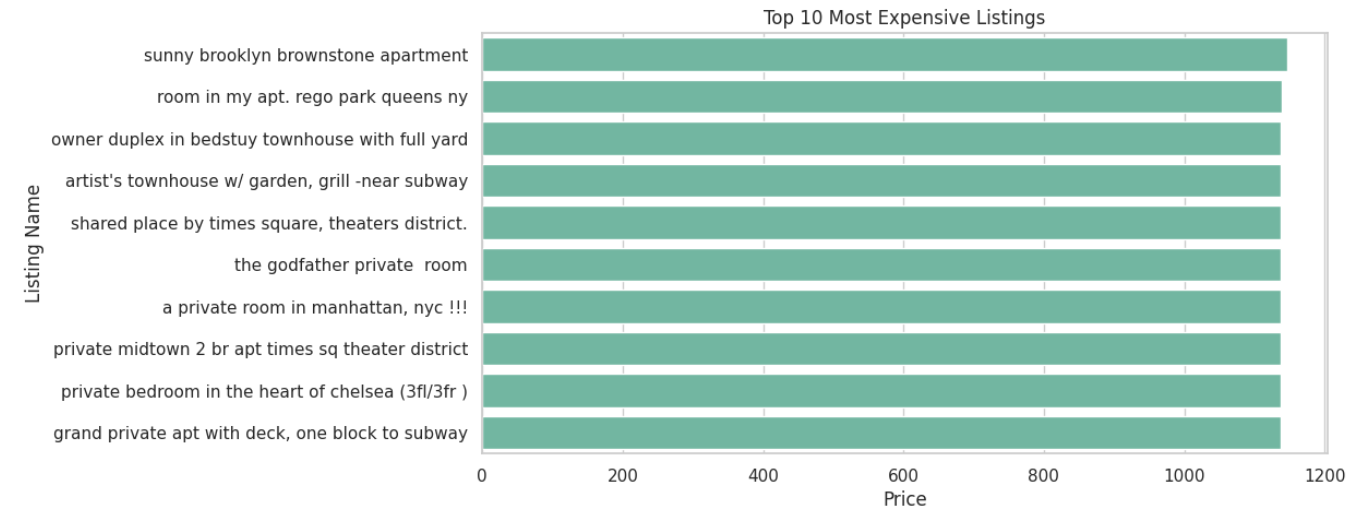 Top 10 Most Expensive Listings
Listing Name
sunny brooklyn brownstone apartment
room in my apt. rego park queens ny
owner duplex in bedstuy townhouse with full yard
artist's townhouse w/ garden, grill -near subway
shared place by times square, theaters district.
the godfather private  room
a private room in manhattan, nyc !!!
private midtown 2 br apt times sq theater district
private bedroom in the heart of chelsea (3fl/3fr )
grand private apt with deck, one block to subway
0 200 400 600 800 1000 1200
Price